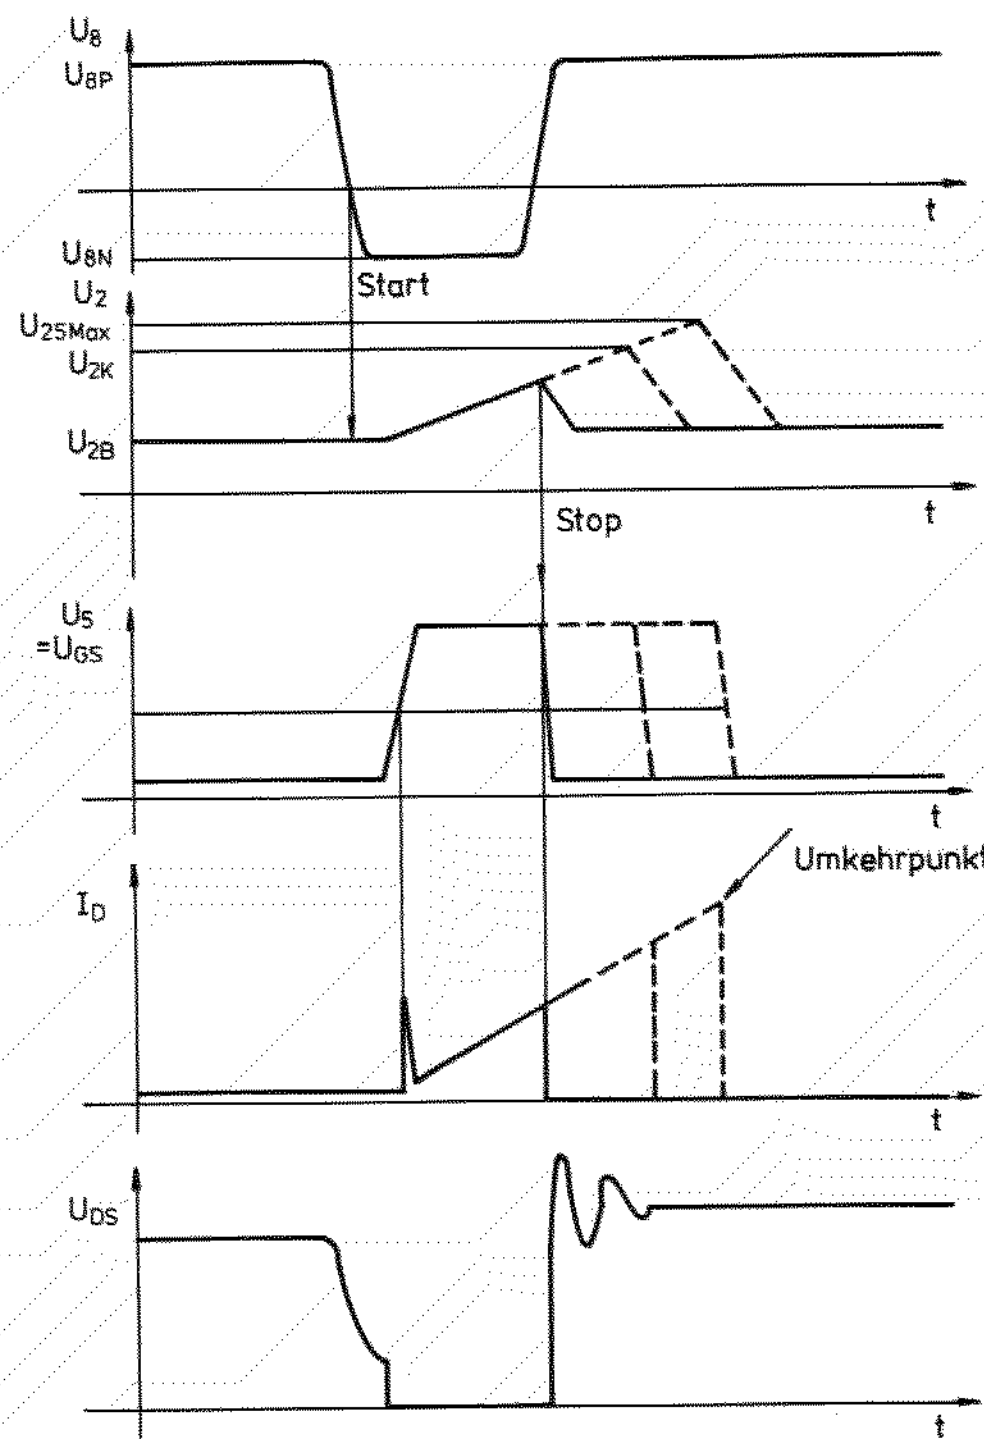 U8
U8P
t
U8N
Start
U2
U2SMax
U2K
U2B
t
Stop
U5
=UGS
t
Umkehrpunkt
ID
t
UDS
t